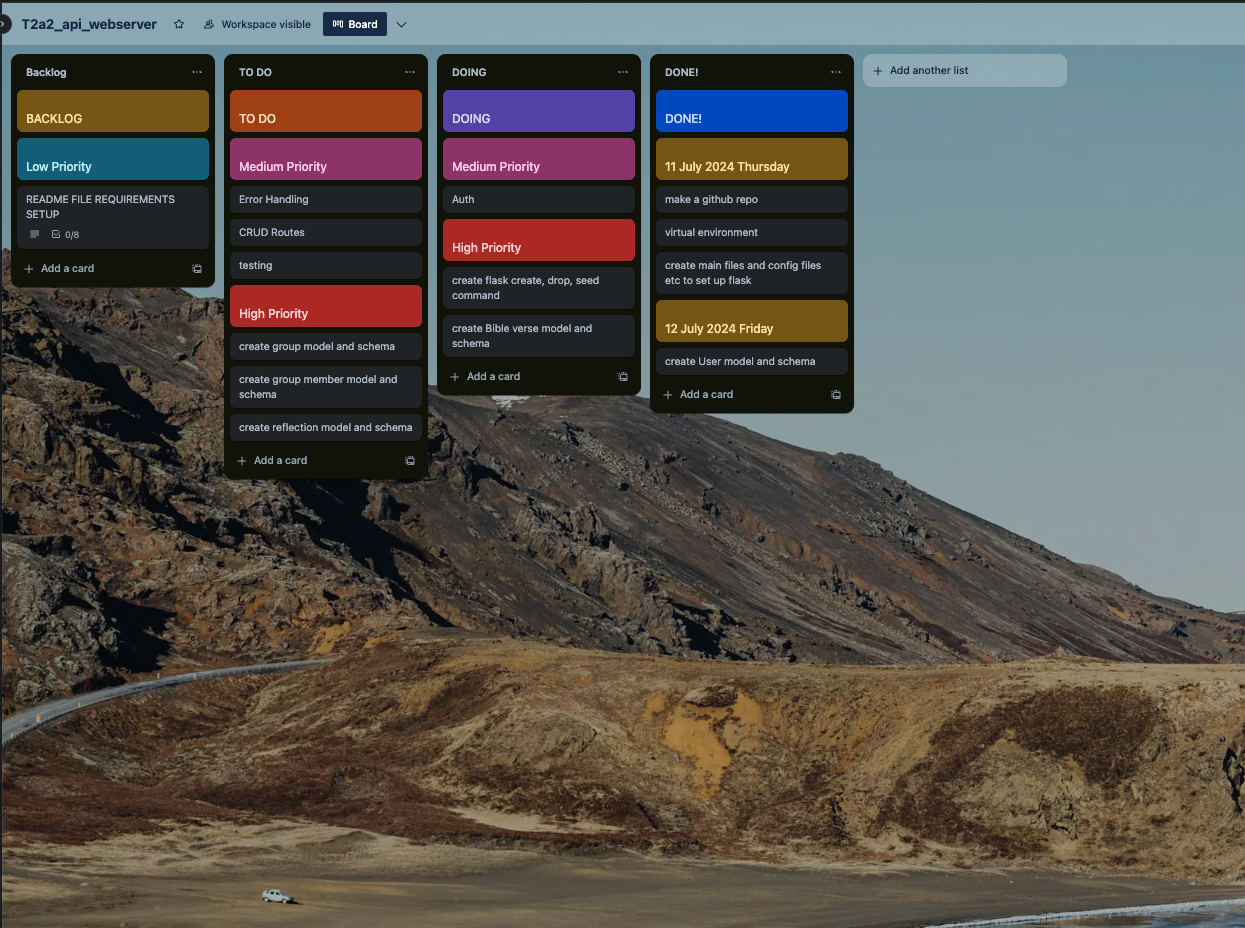 T2a2_api_webserver
Workspace visible
Board
Backlog
BACKLOG
Low Priority
README FILE REQUIREMENTS
SETUP
0/8
Add a card
TO DO
TO DO
Medium Priority
Error Handling
CRUD Routes
testing
High Priority
create group model and schema
create group member model and
schema
create reflection model and schema
Add a card
DOING
DOING
Medium Priority
Auth
High Priority
create flask create, drop, seed
command
create Bible verse model and
schema
Add a card
DONE!
DONE!
11 July 2024 Thursday
make a github repo
virtual environment
create main files and config files
etc to set up flask
12 July 2024 Friday
create User model and schema
Add a card
Add another list